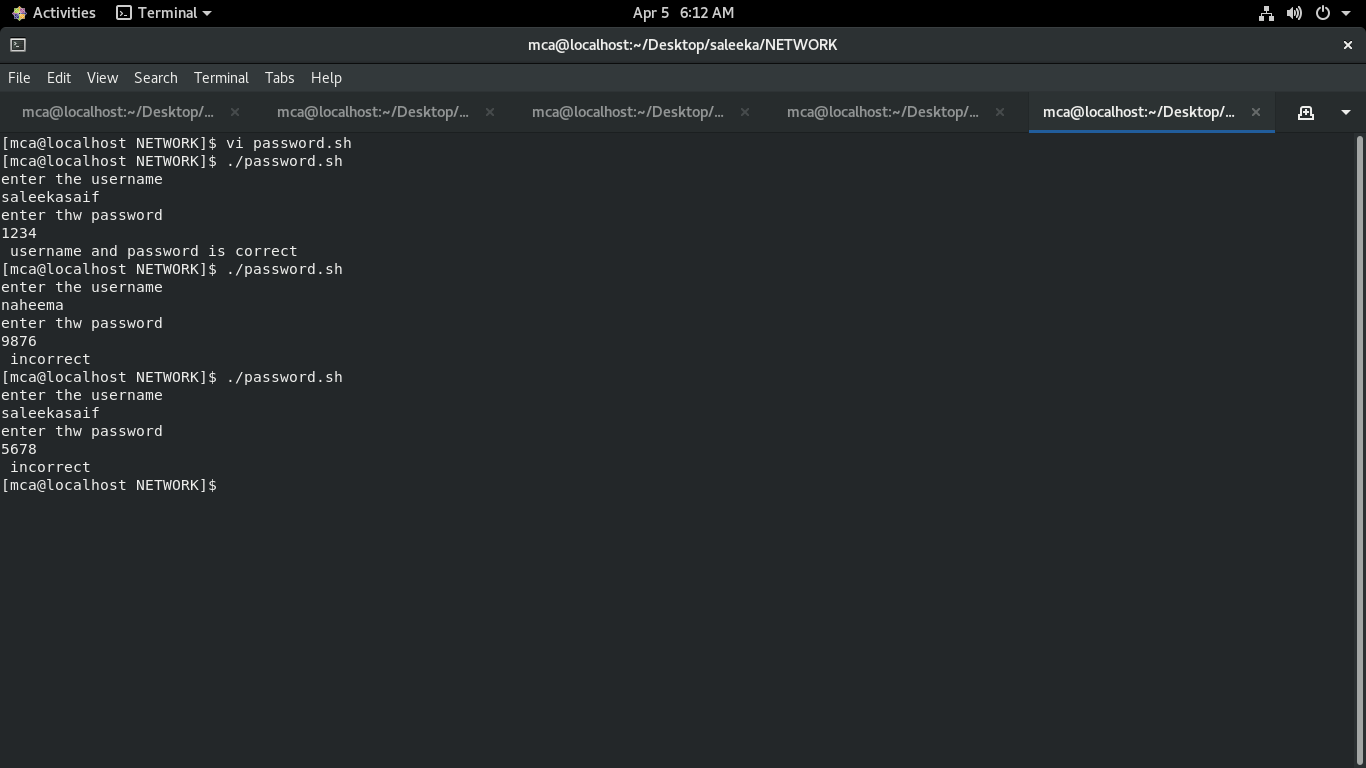 Activities Terminal Apr 5 6:12 AM
mca@localhost:~/Desktop/saleeka/NETWORK
File Edit View Search Terminal Tabs Help
mca@localhost:~/Desktop/... mca@localhost:~/Desktop/... mca@localhost:~/Desktop/... mca@localhost:~/Desktop/... mca@localhost:~/Desktop/...
[mca@localhost NETWORK]$ vi password.sh
[mca@localhost NETWORK]$ ./password.sh
enter the username
saleekasaif
enter thw password
1234
 username and password is correct
[mca@localhost NETWORK]$ ./password.sh
enter the username
naheema
enter thw password
9876
 incorrect
[mca@localhost NETWORK]$ ./password.sh
enter the username
saleekasaif
enter thw password
5678
 incorrect
[mca@localhost NETWORK]$